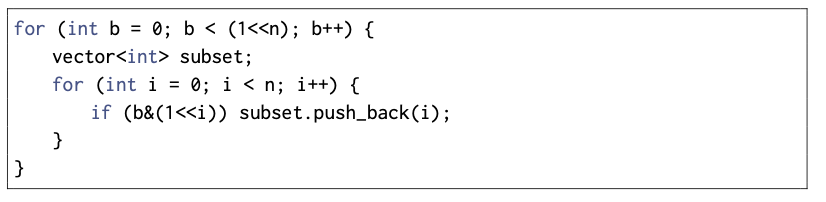 for (int b = 0; b < (1<<n); b++) {
    vector<int> subset;
    for (int i = 0; i < n; i++) {
        if (b&(1<<i)) subset.push_back(i);
    }
}